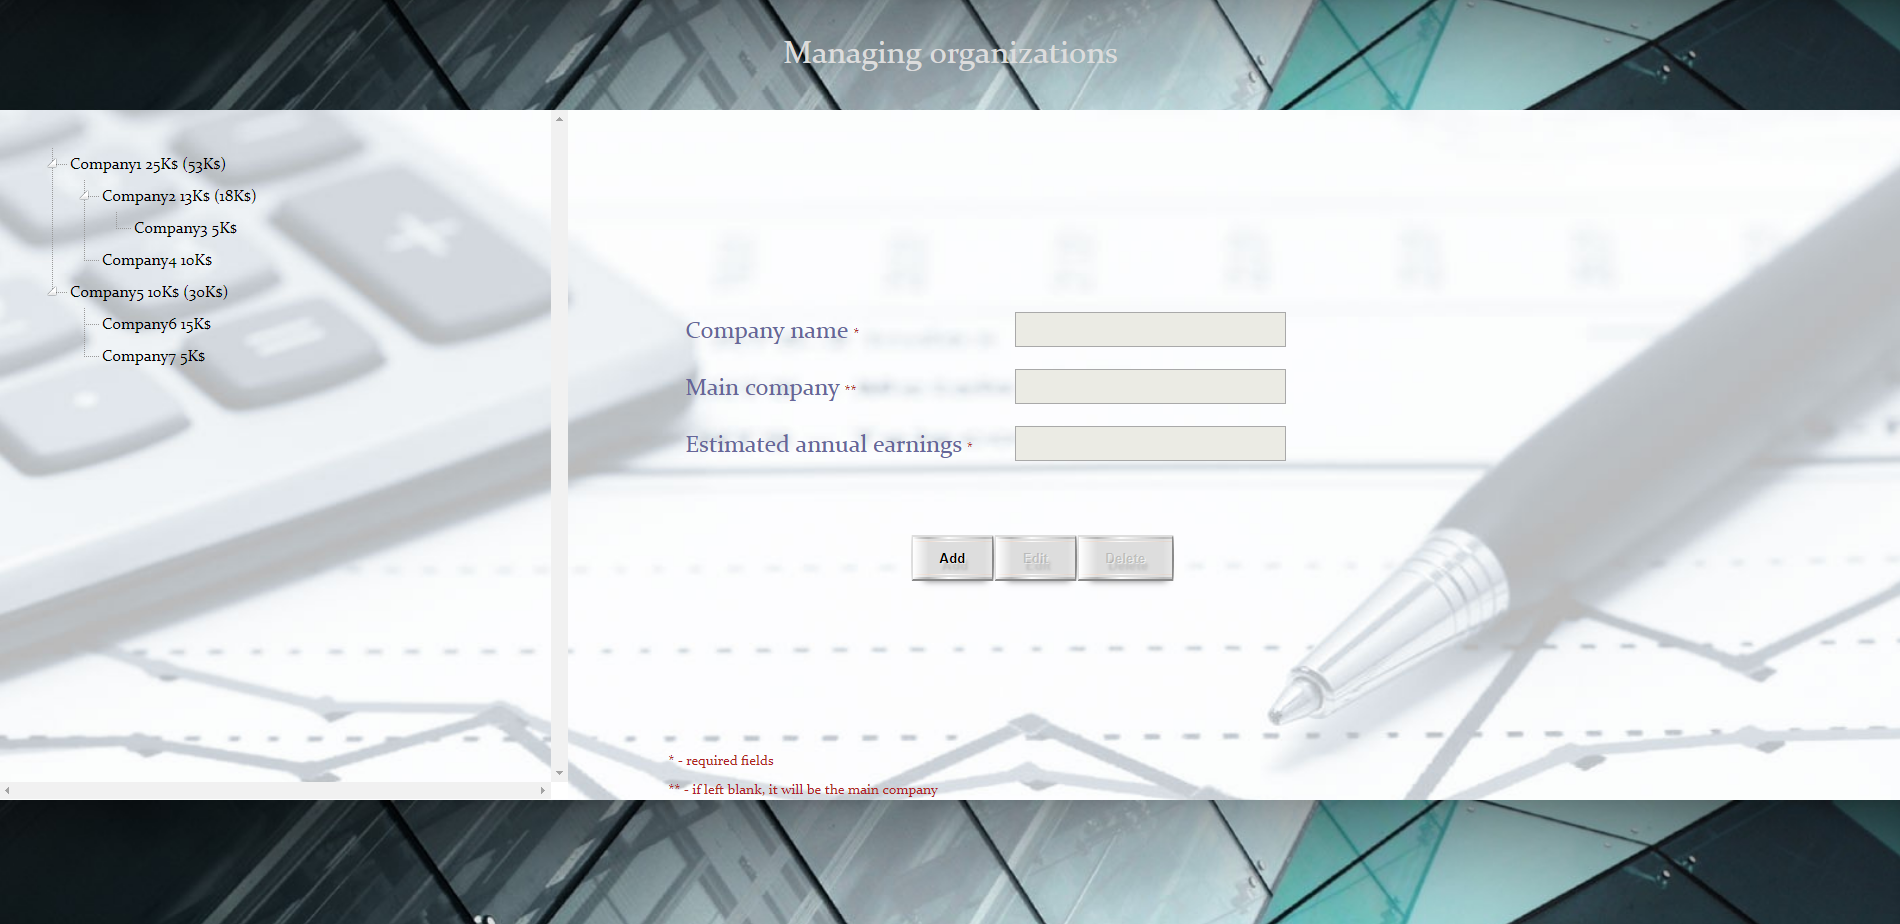 Managing organizations
Company1 25K$ (53K$)
Company2 13K$ (18K$)
Company3 5K$
Company4 10K$
Company5 10K$ (30K$)
Company6 15K$
Company7 5K$
Company name *
Main company **
Estimated annual earnings *
Add Edit Delete
* - required fields
** - if left blank, it will be the main company